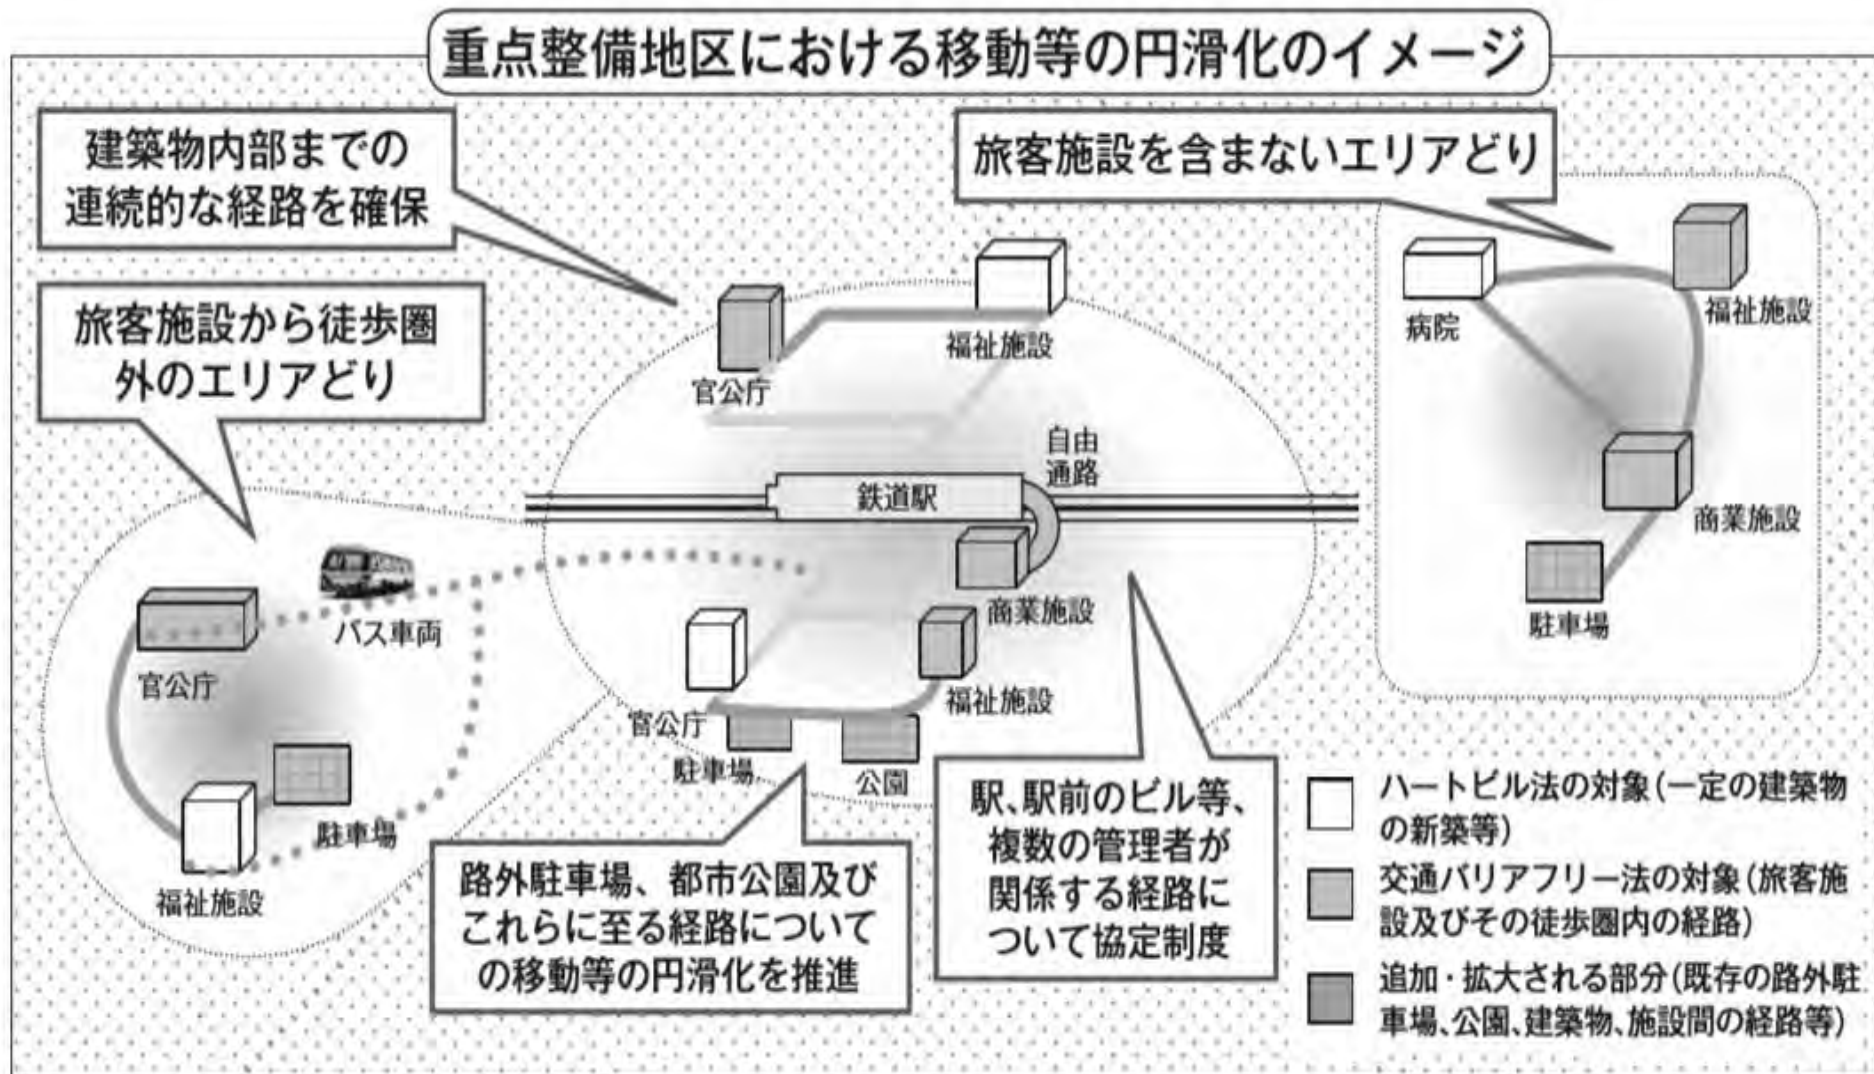 重点整備地区における移動等の円滑化のイメージ
建築物内部までの
連続的な経路を確保
旅客施設を含まないエリアどり
旅客施設から徒歩圏
外のエリアどり
官公庁
福祉施設
病院
福祉施設
自由
通路
鉄道駅
商業施設
駐車場
バス車両
官公庁
商業施設
福祉施設
官公庁
駐車場
公園
駐車場
福祉施設
路外駐車場、都市公園及び
これらに至る経路について
の移動等の円滑化を推進
駅、駅前のビル等、
複数の管理者が
関係する経路に
ついて協定制度
ハートビル法の対象(一定の建築物
の新築等)
交通バリアフリー法の対象(旅客施
設及びその徒歩圏内の経路)
追加・拡大される部分(既存の路外駐
車場、公園、建築物、施設間の経路等)